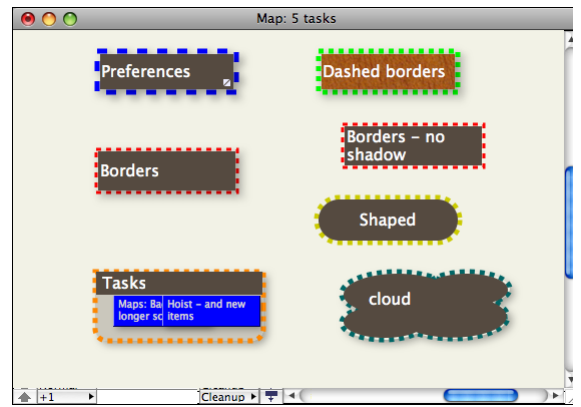 Map: 5 tasks
Preferences
Dashed borders
Borders
Borders – no
shadow
Shaped
Tasks
Maps: Ba
longer sc
Hoist – and new
items
cloud
+1
Cleanup